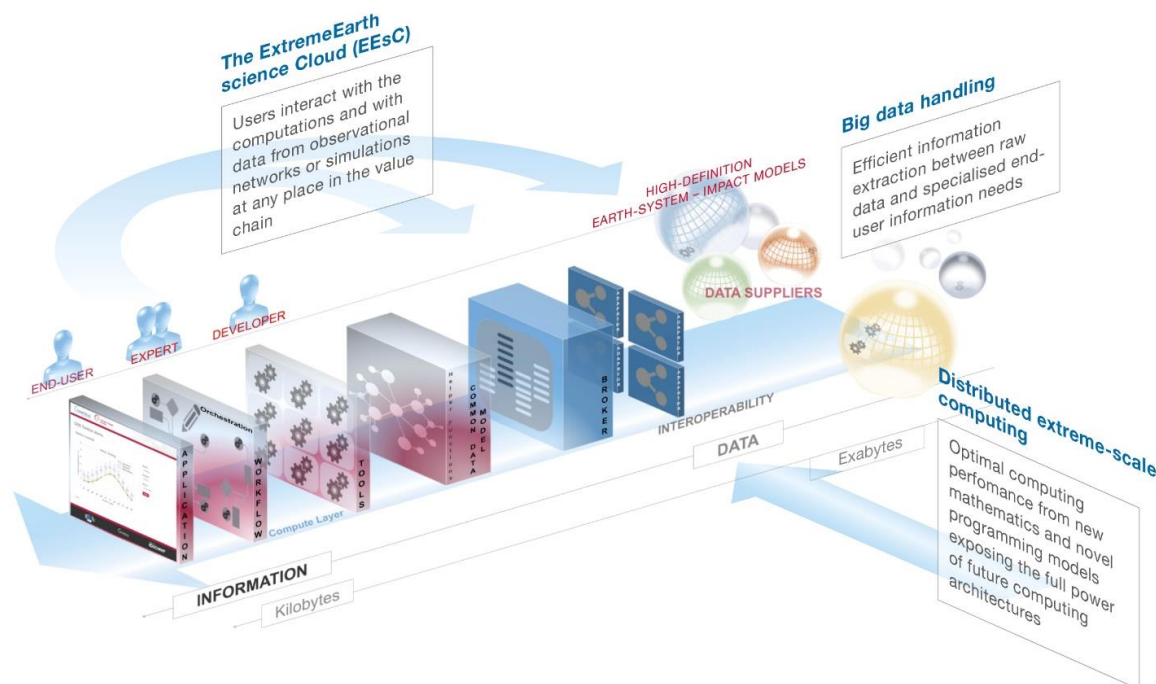 The ExtremeEarth
science Cloud (EEsC)
Users interact with the
computations and with
data from observational
networks or simulations
at any place in the value
chain
Big data handling
Efficient information
extraction between raw
data and specialised end-
user information needs
HIGH-DEFINITION
EARTH-SYSTEM – IMPACT MODELS
DATA SUPPLIERS
DEVELOPER
EXPERT
END-USER
APPLICATION
Orchestration
WORKFLOW
TOOLS
Helper Functions
COMMON DATA
MODEL
BROKER
INTEROPERABILITY
Compute Layer
DATA
Exabytes
INFORMATION
Kilobytes
Distributed extreme-scale
computing
Optimal computing
perfomance from new
mathematics and novel
programming models
exposing the full power
of future computing
architectures